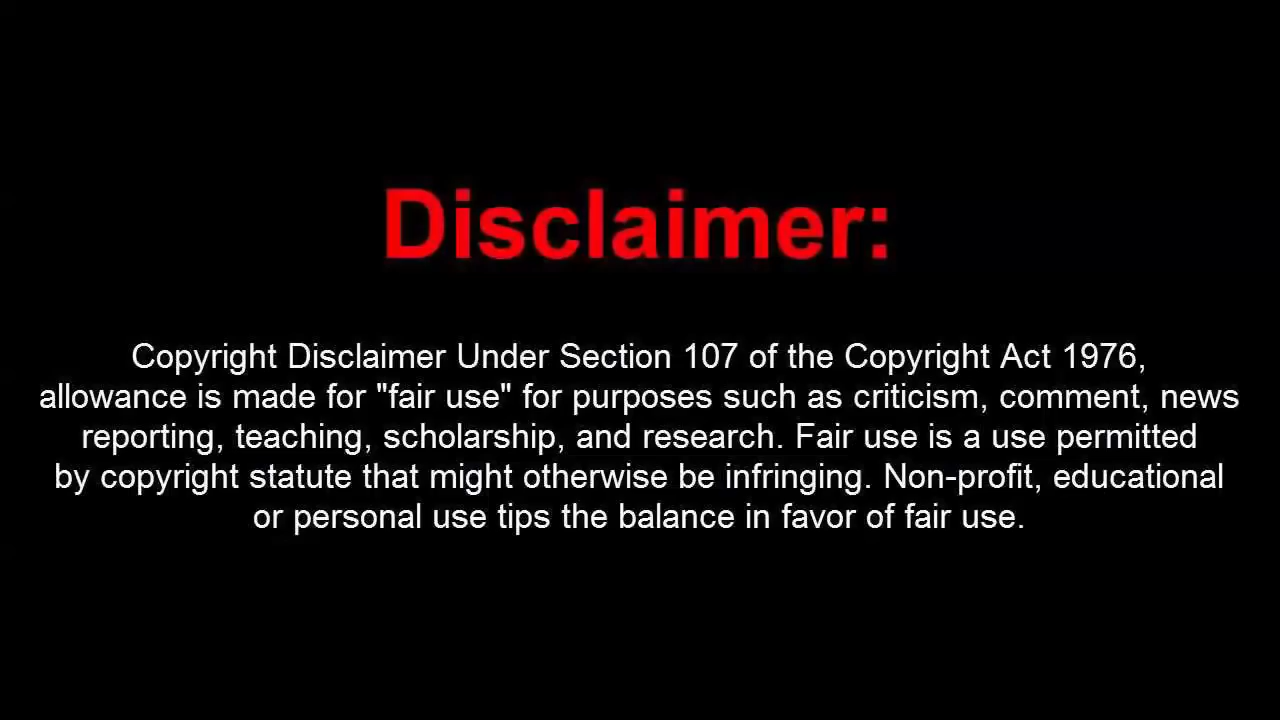 Disclaimer:
Copyright Disclaimer Under Section 107 of the Copyright Act 1976,
allowance is made for "fair use" for purposes such as criticism, comment, news
reporting, teaching, scholarship, and research. Fair use is a use permitted
by copyright statute that might otherwise be infringing. Non-profit, educational
or personal use tips the balance in favor of fair use.